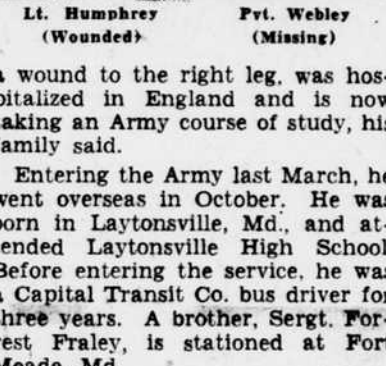 Lt. Humphrey Pvt. Webley
(Wounded) (Missing)
a wound to the right leg, was hos-
pitalized in England and is now
taking an Army course of study, his
family said.
Entering the Army last March, he
went overseas in October. He was
born in Laytonsville, Md., and at-
tended Laytonsville High School.
Before entering the service, he was
a Capital Transit Co. bus driver for
three years. A brother, Sergt. For-
rest Fraley, is stationed at Fort
Meade, Md.